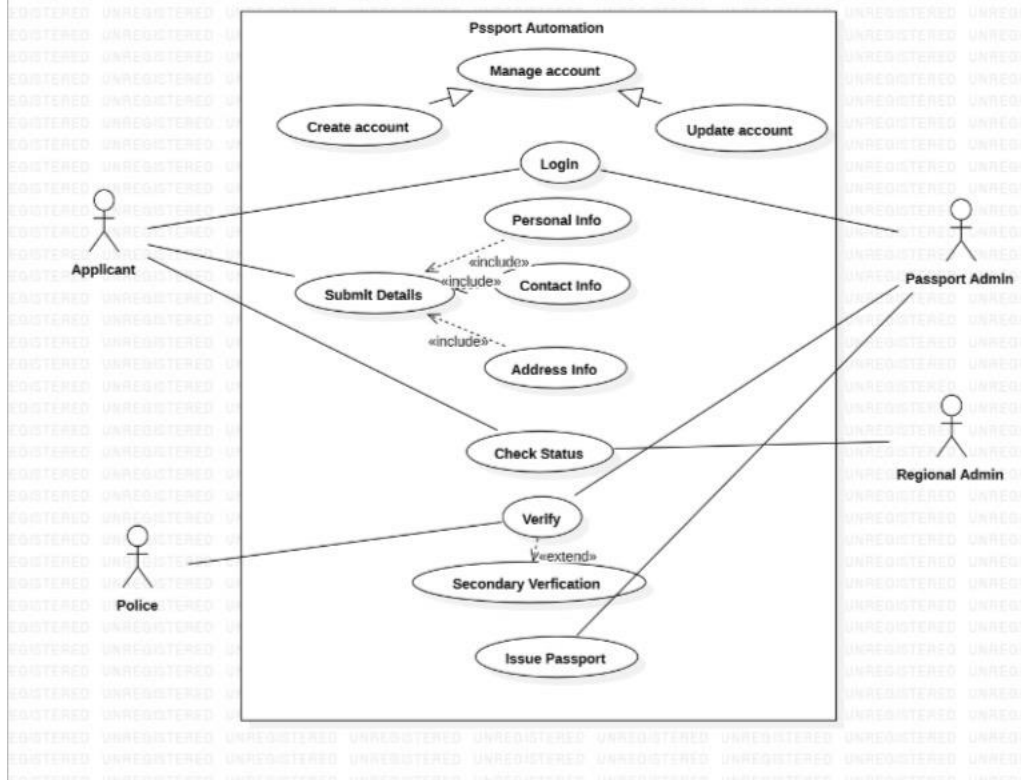 Pssport Automation
Manage account
Create account
Update account
Login
Personal Info
«include»
Applicant
Submit Details
«include»
Contact Info
Passport Admin
«include»
Address Info
Check Status
Regional Admin
Verify
«extend»
Secondary Verfication
Police
Issue Passport
UNREGISTERED